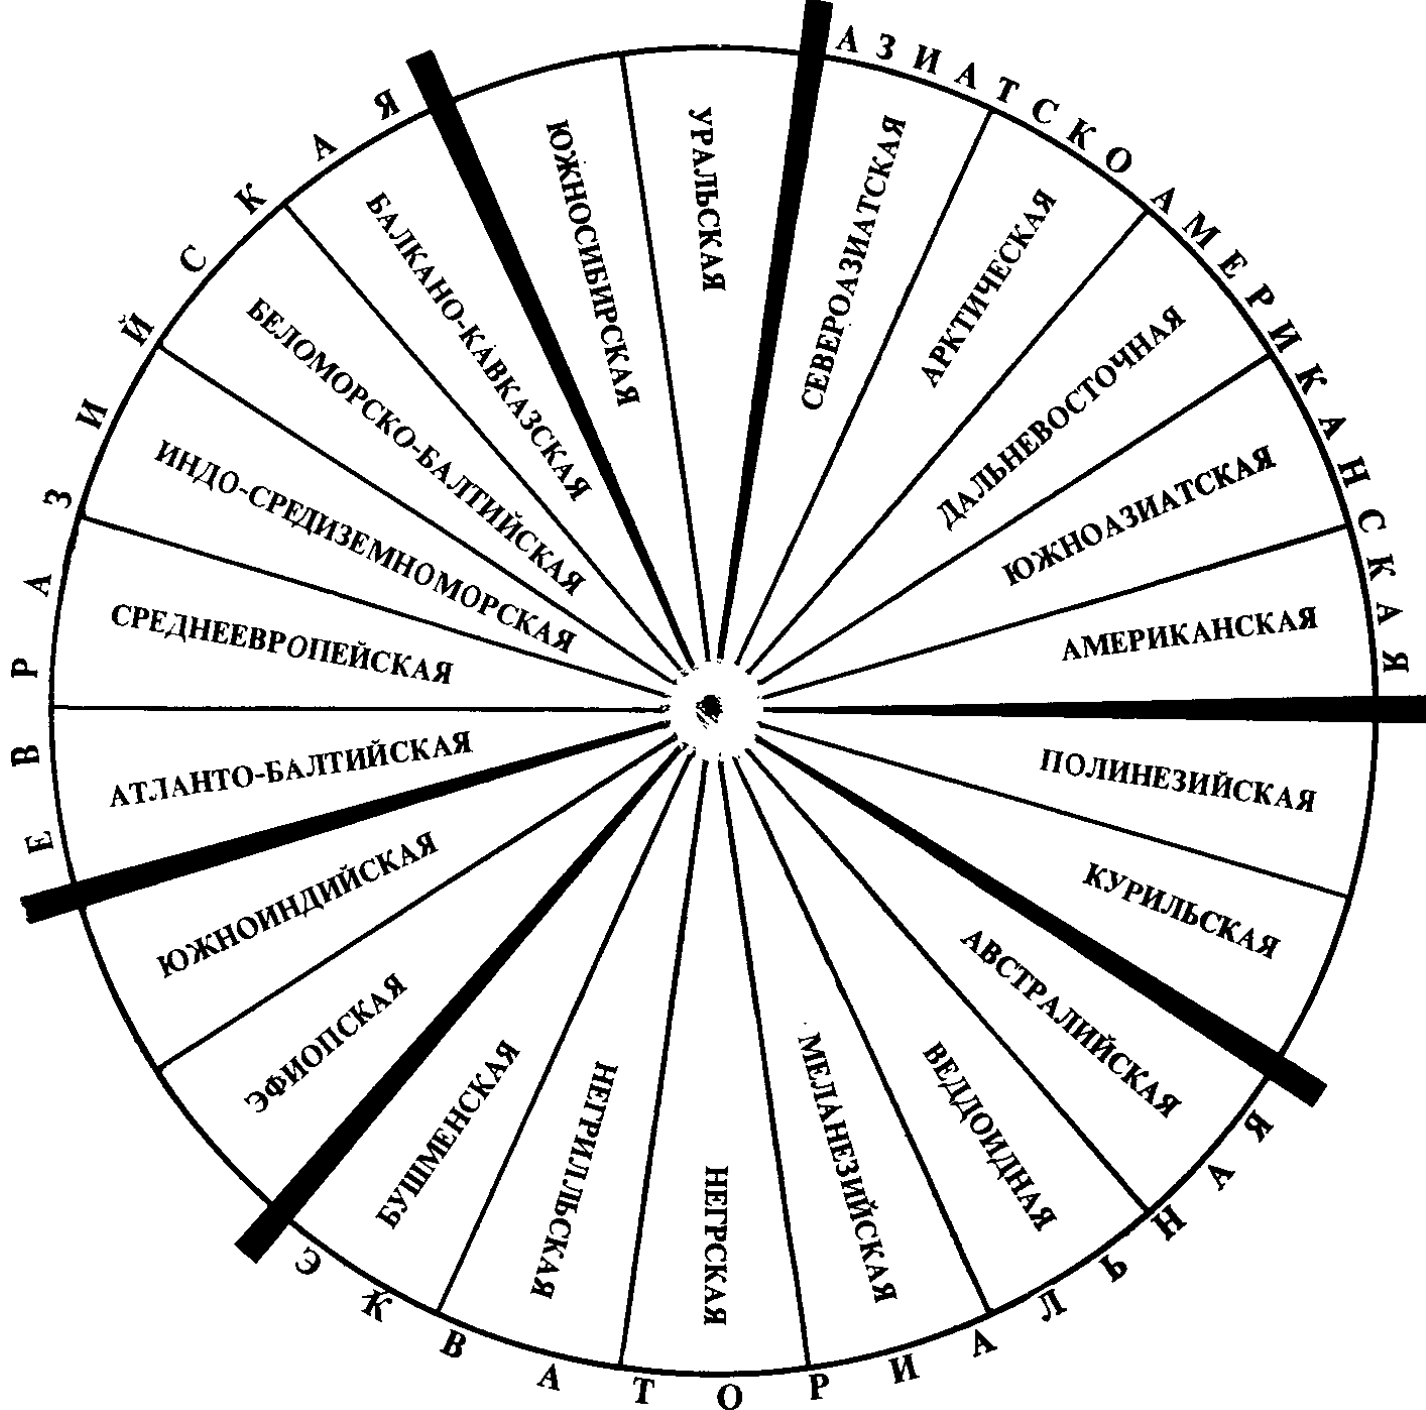 АЗИАТСКОАМЕРИКАНСКАЯ
СЕВЕРОАЗИАТСКАЯ
АРКТИЧЕСКАЯ
ДАЛЬНЕВОСТОЧНАЯ
ЮЖНОАЗИАТСКАЯ
АМЕРИКАНСКАЯ
ПОЛИНЕЗИЙСКАЯ
КУРИЛЬСКАЯ
ЭКВАТОРИАЛЬНАЯ
АВСТРАЛИЙСКАЯ
ВЕДДОИДНАЯ
МЕЛАНЕЗИЙСКАЯ
НЕГРСКАЯ
НЕГРИЛЛЬСКАЯ
БУШМЕНСКАЯ
ЭФИОПСКАЯ
ЮЖНОИНДИЙСКАЯ
ЕВРАЗИЙСКАЯ
АТЛАНТО-БАЛТИЙСКАЯ
СРЕДНЕЕВРОПЕЙСКАЯ
ИНДО-СРЕДИЗЕМНОМОРСКАЯ
БЕЛОМОРСКО-БАЛТИЙСКАЯ
БАЛКАНО-КАВКАЗСКАЯ
ЮЖНОСИБИРСКАЯ
УРАЛЬСКАЯ